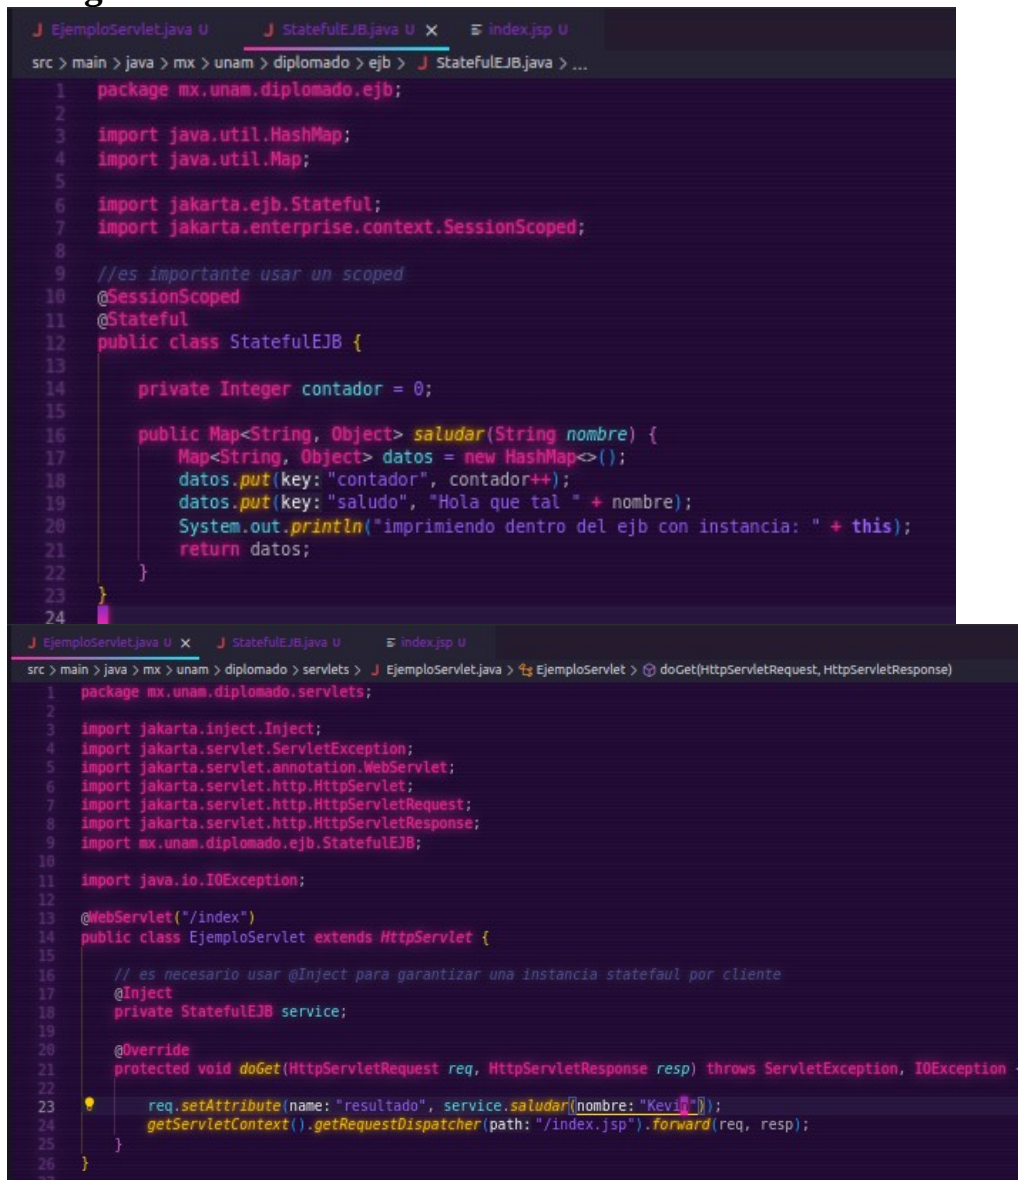 J EjemploServlet.java U J StatefulEJB.java U X index.jsp U
src > main > java > mx > unam > diplomado > ejb > J StatefulEJB.java > ...
1 package mx.unam.diplomado.ejb;
2
3 import java.util.HashMap;
4 import java.util.Map;
5
6 import jakarta.ejb.Stateful;
7 import jakarta.enterprise.context.SessionScoped;
8
9 //es importante usar un scoped
10 @SessionScoped
11 @Stateful
12 public class StatefulEJB {
13
14 private Integer contador = 0;
15
16 public Map<String, Object> saludar(String nombre) {
17 Map<String, Object> datos = new HashMap<>();
18 datos.put(key: "contador", contador++);
19 datos.put(key: "saludo", "Hola que tal " + nombre);
20 System.out.println("imprimiendo dentro del ejb con instancia: " + this);
21 return datos;
22 }
23 }
24
J EjemploServlet.java U X J StatefulEJB.java U index.jsp U
src > main > java > mx > unam > diplomado > servlets > J EjemploServlet.java > EjemploServlet > doGet(HttpServletRequest, HttpServletResponse)
1 package mx.unam.diplomado.servlets;
2
3 import jakarta.inject.Inject;
4 import jakarta.servlet.ServletException;
5 import jakarta.servlet.annotation.WebServlet;
6 import jakarta.servlet.http.HttpServlet;
7 import jakarta.servlet.http.HttpServletRequest;
8 import jakarta.servlet.http.HttpServletResponse;
9 import mx.unam.diplomado.ejb.StatefulEJB;
10
11 import java.io.IOException;
12
13 @WebServlet("/index")
14 public class EjemploServlet extends HttpServlet {
15
16 // es necesario usar @Inject para garantizar una instancia statefaul por cliente
17 @Inject
18 private StatefulEJB service;
19
20 @Override
21 protected void doGet(HttpServletRequest req, HttpServletResponse resp) throws ServletException, IOException {
22
23 req.setAttribute(name: "resultado", service.saludar(nombre: "Kevin"));
24 getServletContext().getRequestDispatcher(path: "/index.jsp").forward(req, resp);
25 }
26 }